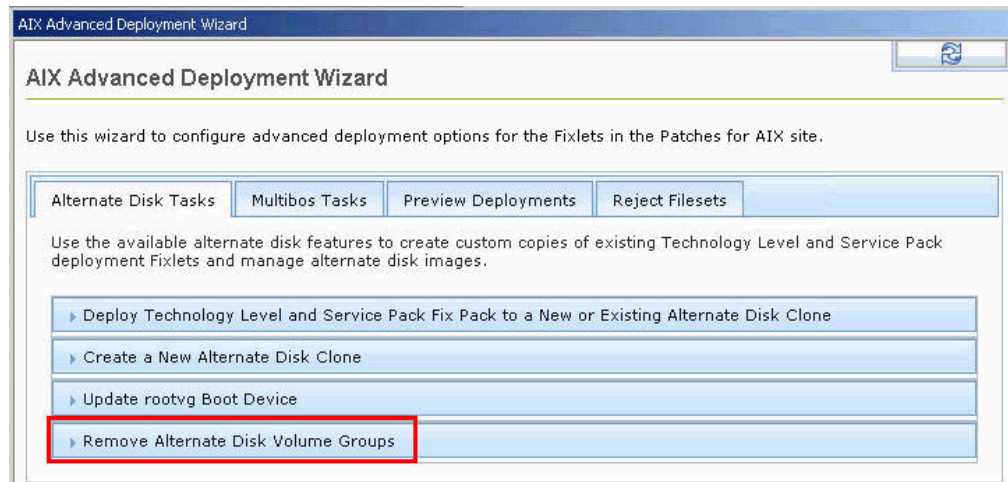 AIX Advanced Deployment Wizard
AIX Advanced Deployment Wizard
Use this wizard to configure advanced deployment options for the Fixlets in the Patches for AIX site.
Alternate Disk Tasks Multibos Tasks Preview Deployments Reject Filesets
Use the available alternate disk features to create custom copies of existing Technology Level and Service Pack
deployment Fixlets and manage alternate disk images.
Deploy Technology Level and Service Pack Fix Pack to a New or Existing Alternate Disk Clone
Create a New Alternate Disk Clone
Update rootvg Boot Device
Remove Alternate Disk Volume Groups